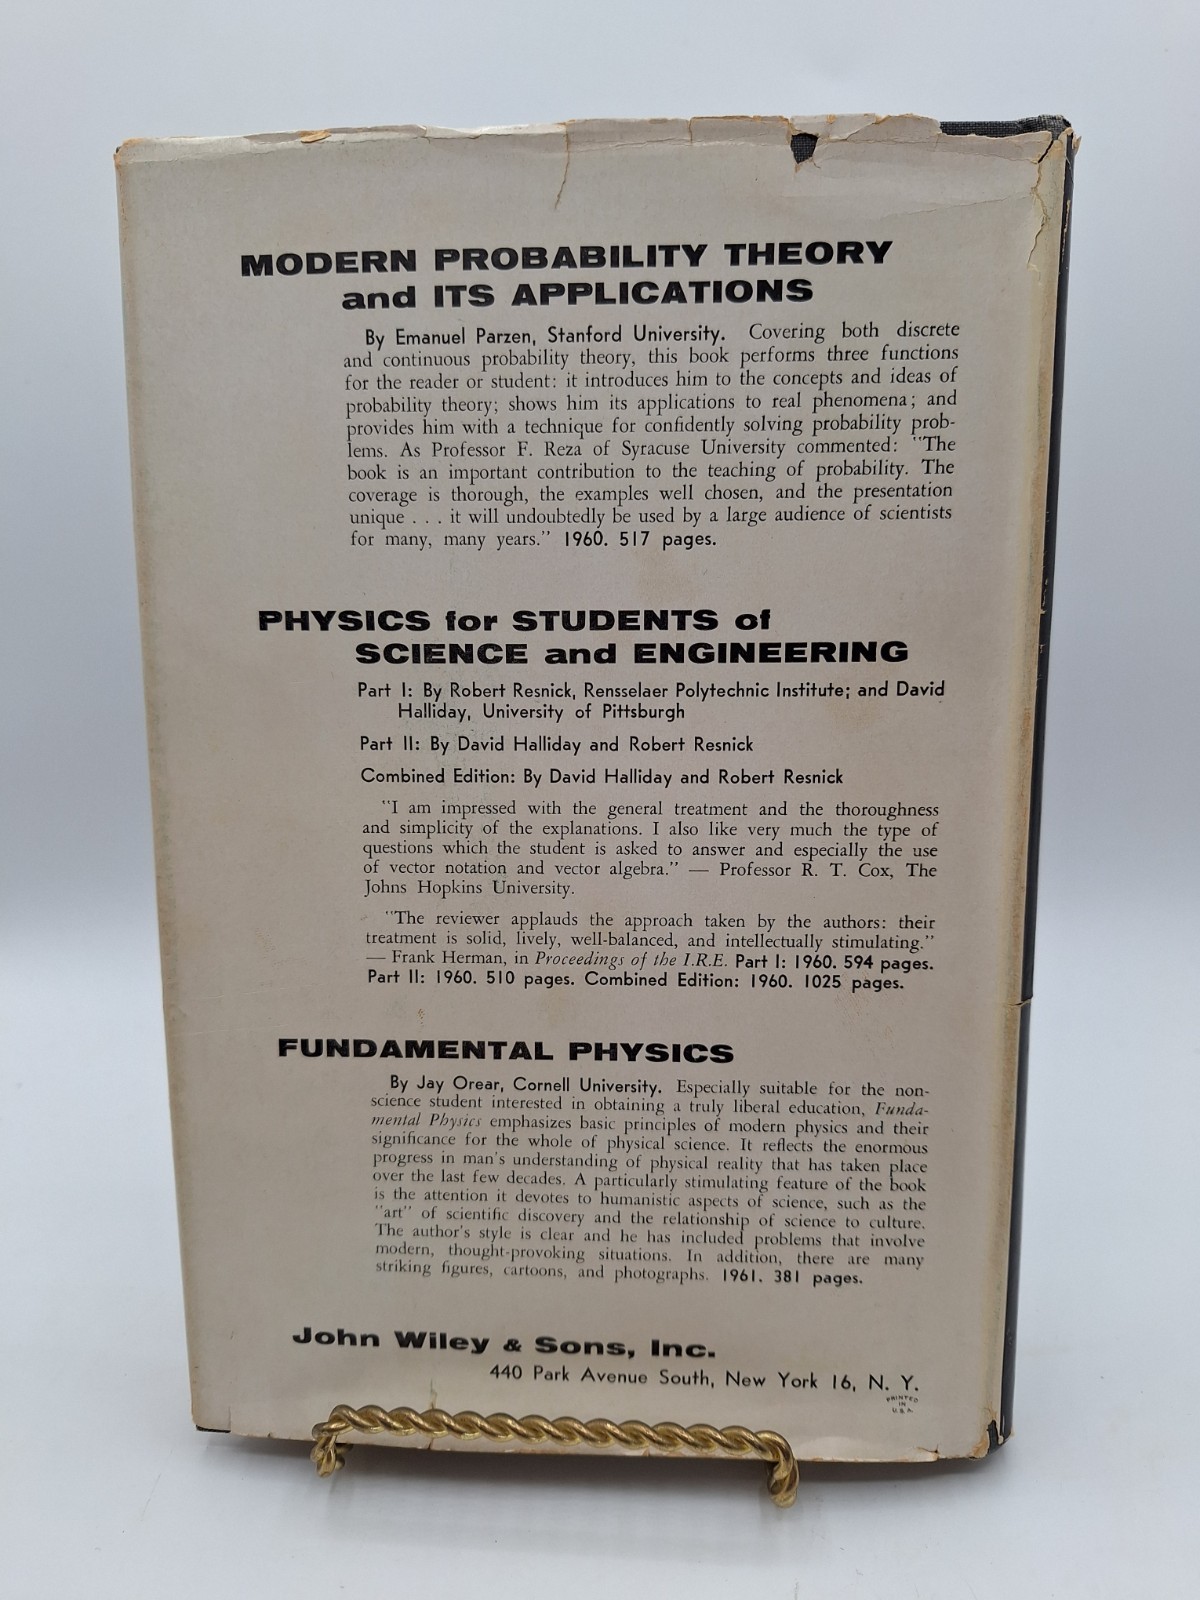 MODERN PROBABILITY THEORY
and ITS APPLICATIONS
By Emanuel Parzen, Stanford University. Covering both discrete
and continuous probability theory, this book performs three functions
for the reader or student: it introduces him to the concepts and ideas of
probability theory; shows him its applications to real phenomena; and
provides him with a technique for confidently solving probability prob-
lems. As Professor F. Reza of Syracuse University commented: "The
book is an important contribution to the teaching of probability. The
coverage is thorough, the examples well chosen, and the presentation
unique . . . it will undoubtedly be used by a large audience of scientists
for many, many years." 1960. 517 pages.
PHYSICS for STUDENTS of
SCIENCE and ENGINEERING
Part I: By Robert Resnick, Rensselaer Polytechnic Institute; and David
Halliday, University of Pittsburgh
Part II: By David Halliday and Robert Resnick
Combined Edition: By David Halliday and Robert Resnick
"I am impressed with the general treatment and the thoroughness
and simplicity of the explanations. I also like very much the type of
questions which the student is asked to answer and especially the use
of vector notation and vector algebra." — Professor R. T. Cox, The
Johns Hopkins University.
"The reviewer applauds the approach taken by the authors: their
treatment is solid, lively, well-balanced, and intellectually stimulating."
— Frank Herman, in Proceedings of the I.R.E. Part I: 1960. 594 pages.
Part II: 1960. 510 pages. Combined Edition: 1960. 1025 pages.
FUNDAMENTAL PHYSICS
By Jay Orear, Cornell University. Especially suitable for the non-
science student interested in obtaining a truly liberal education, Funda-
mental Physics emphasizes basic principles of modern physics and their
significance for the whole of physical science. It reflects the enormous
progress in man's understanding of physical reality that has taken place
over the last few decades. A particularly stimulating feature of the book
is the attention it devotes to humanistic aspects of science, such as the
"art" of scientific discovery and the relationship of science to culture.
The author's style is clear and he has included problems that involve
modern, thought-provoking situations. In addition, there are many
striking figures, cartoons, and photographs. 1961. 381 pages.
John Wiley & Sons, Inc.
440 Park Avenue South, New York 16, N. Y.
PRINTED
IN
U.S.A.